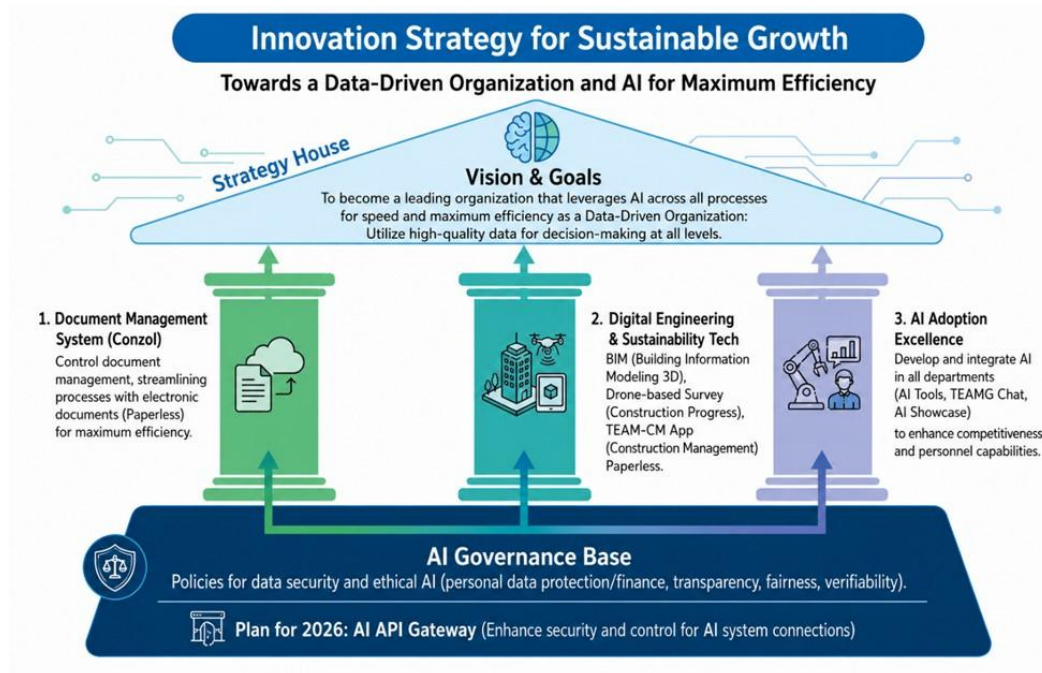 Innovation Strategy for Sustainable Growth
Towards a Data-Driven Organization and AI for Maximum Efficiency
Strategy House
Vision & Goals
To become a leading organization that leverages AI across all processes
for speed and maximum efficiency as a Data-Driven Organization:
Utilize high-quality data for decision-making at all levels.
1. Document Management
System (Conzol)
Control document
management, streamlining
processes with electronic
documents (Paperless)
for maximum efficiency.
2. Digital Engineering
& Sustainability Tech
BIM (Building Information
Modeling 3D),
Drone-based Survey
(Construction Progress),
TEAM-CM App
(Construction Management)
Paperless.
3. AI Adoption
Excellence
Develop and integrate AI
in all departments
(AI Tools, TEAMG Chat,
AI Showcase)
to enhance competitiveness
and personnel capabilities.
AI Governance Base
Policies for data security and ethical AI (personal data protection/finance, transparency, fairness, verifiability).
Plan for 2026: AI API Gateway (Enhance security and control for AI system connections)